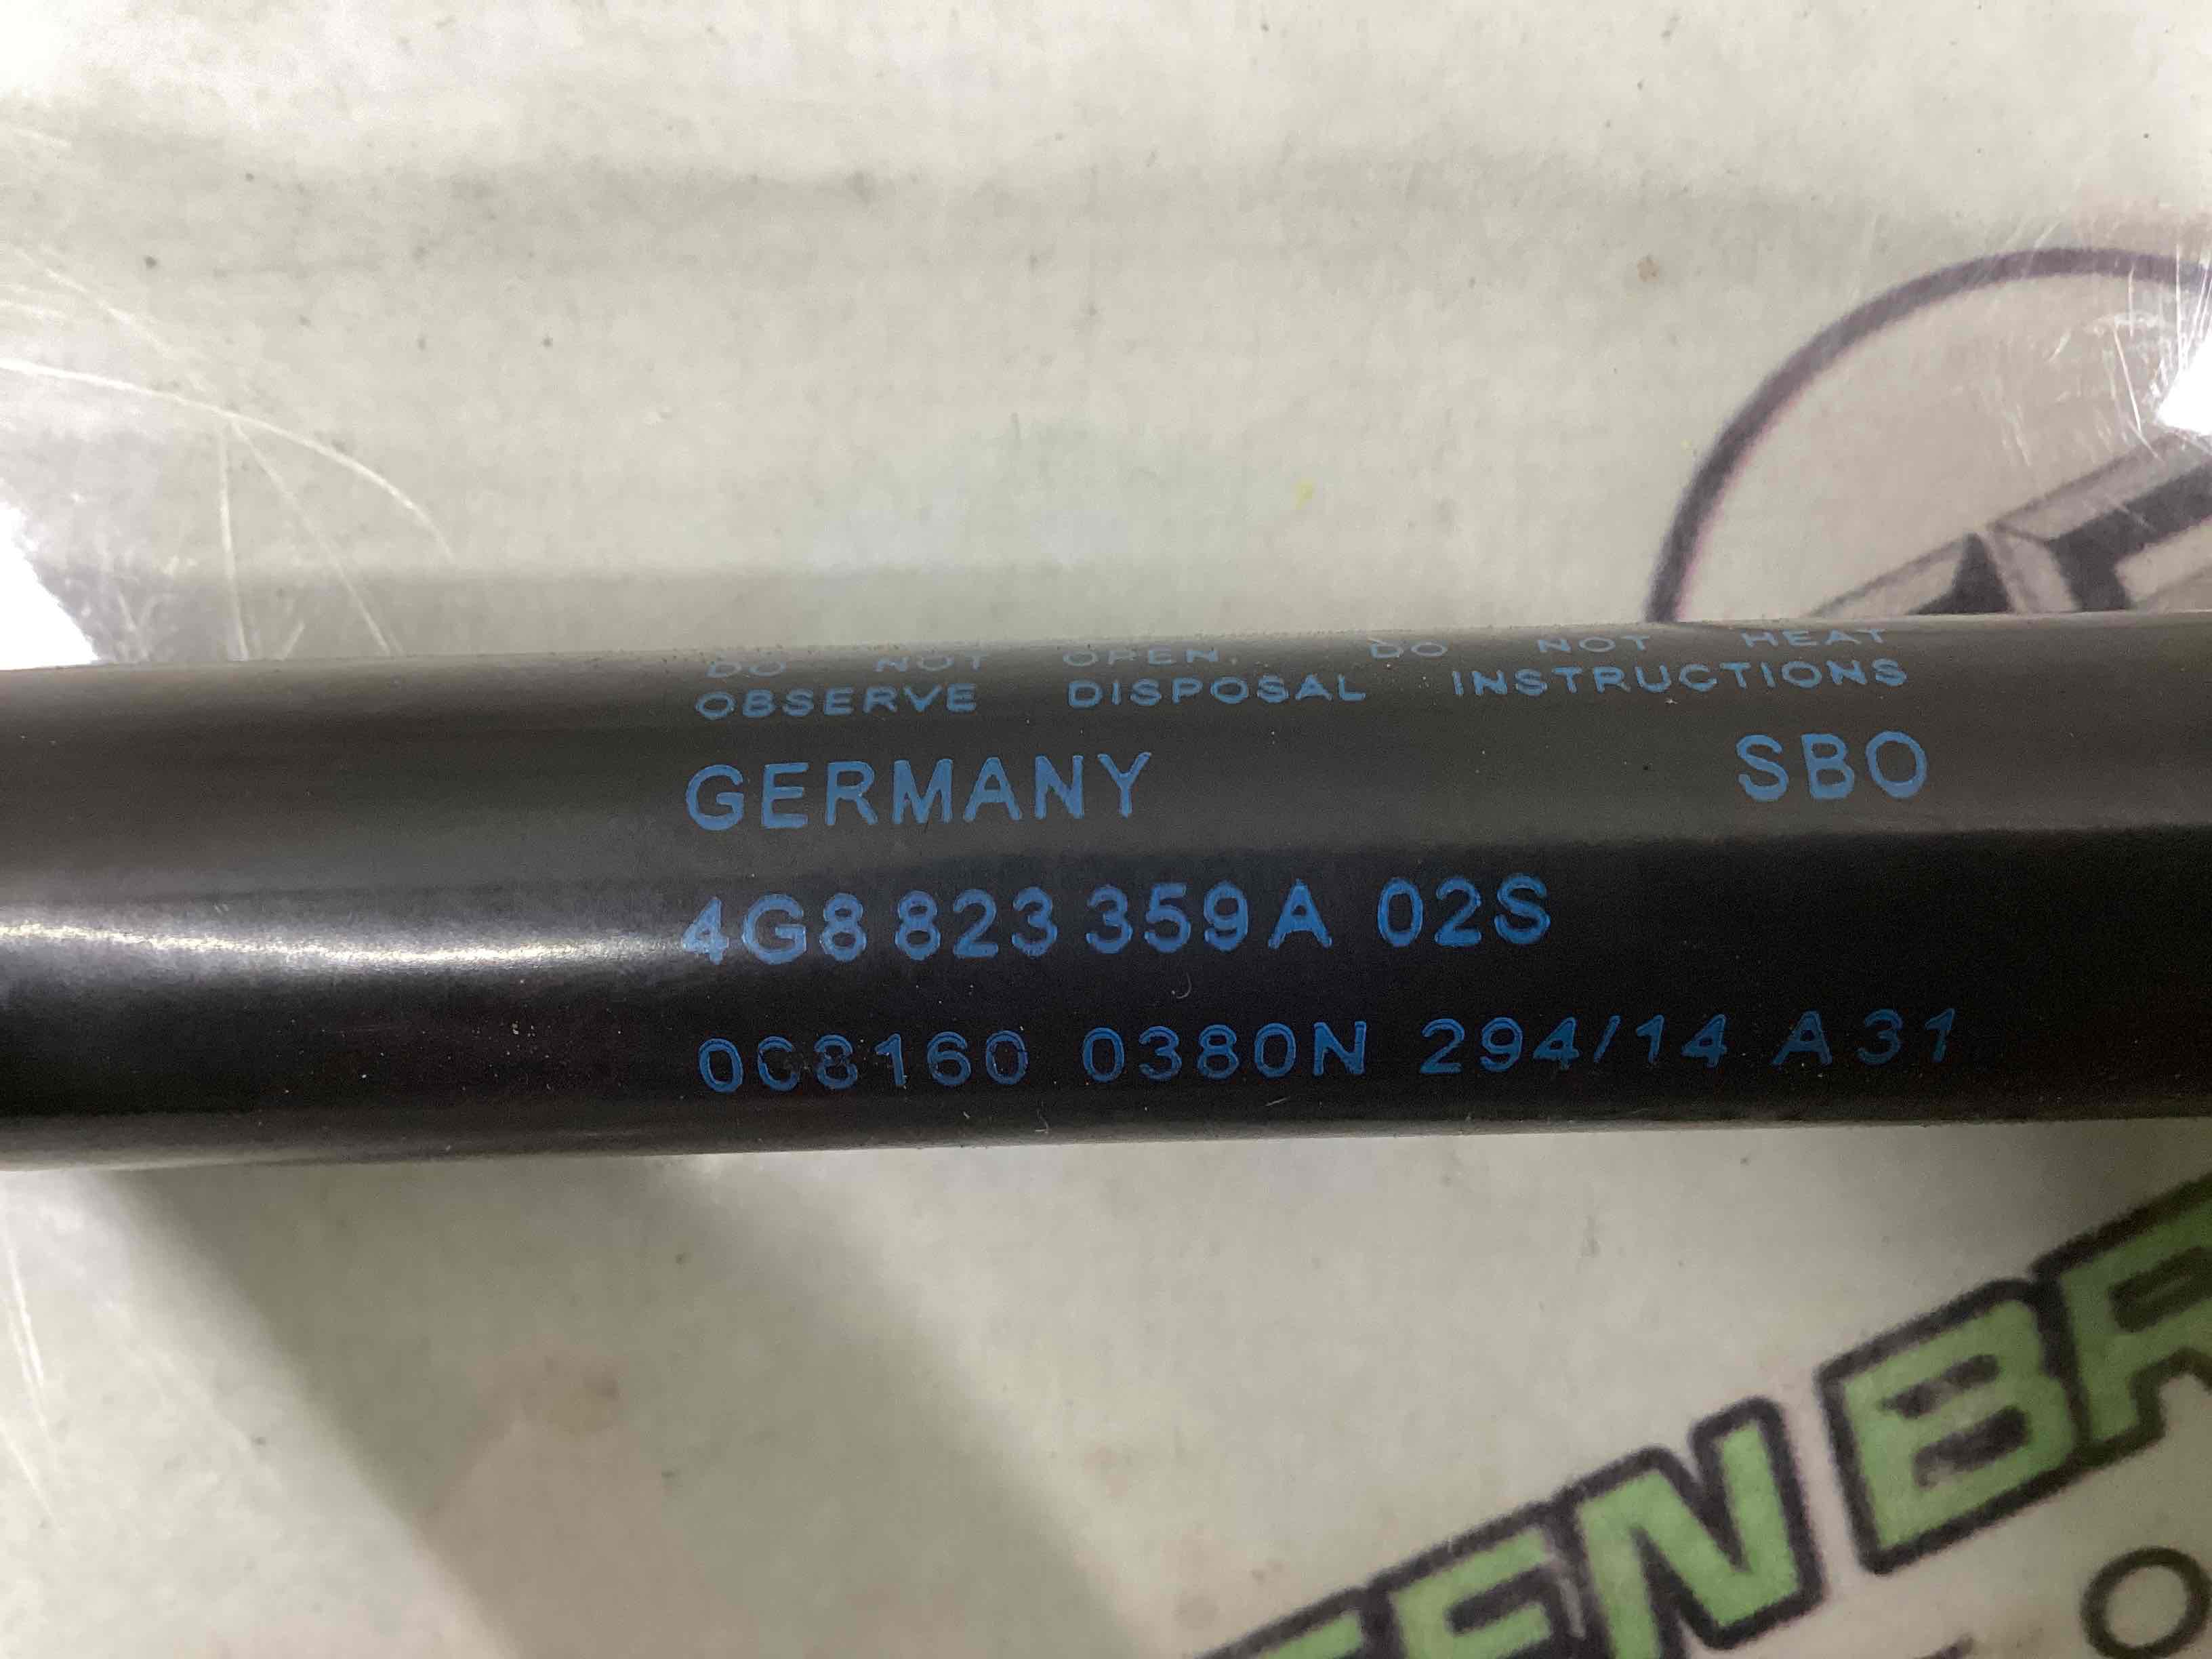 DO NOT OPEN. DO NOT HEAT
OBSERVE DISPOSAL INSTRUCTIONS
GERMANY SBO
4G8 823 359A 02S
008160 0380N 294/14 A31